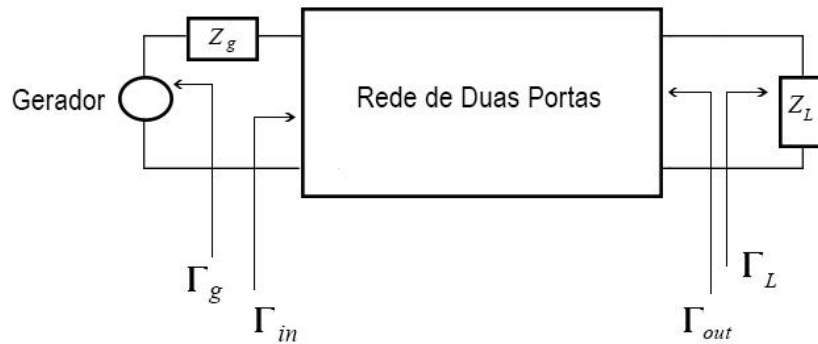 Z_g
Gerador
Rede de Duas Portas
Z_L
Γ_g
Γ_in
Γ_out
Γ_L